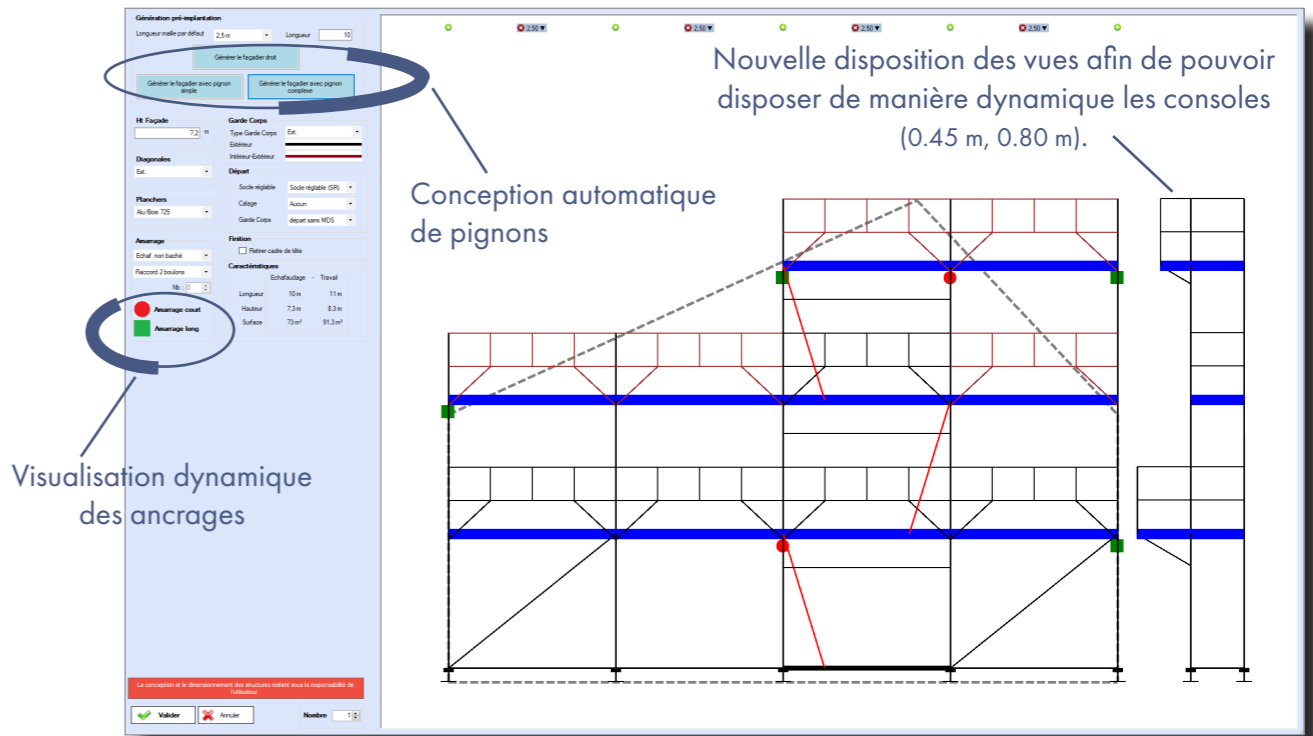 Génération pré-implantation
Longueur maille par défaut 2,5 m Longueur 10
Générer le façadier droit
Générer le façadier avec pignon simple
Générer le façadier avec pignon complexe
Ht Façade
7,2 m
Diagonales
Ext.
Planchers
Alu/Bois 725
Amarrage
Echaf. non baché
Raccord 2 boulons
Nb : 0
Amarrage court
Amarrage long
Garde Corps
Type Garde Corps Ext.
Extérieur
Intérieur-Extérieur
Départ
Socle réglable Socle réglable (SR)
Calage Aucun
Garde Corps départ sans MDS
Finition
Retirer cadre de tête
Caractéristiques
Echafaudage - Travail
Longueur 10 m 11 m
Hauteur 7,3 m 8,3 m
Surface 73 m² 91,3 m²
La conception et le dimensionnement des structures restent sous la responsabilité de
l'utilisateur
Valider Annuler Nombre 1
2.50 2.50 2.50 2.50
Nouvelle disposition des vues afin de pouvoir
disposer de manière dynamique les consoles
(0.45 m, 0.80 m).
Conception automatique
de pignons
Visualisation dynamique
des ancrages